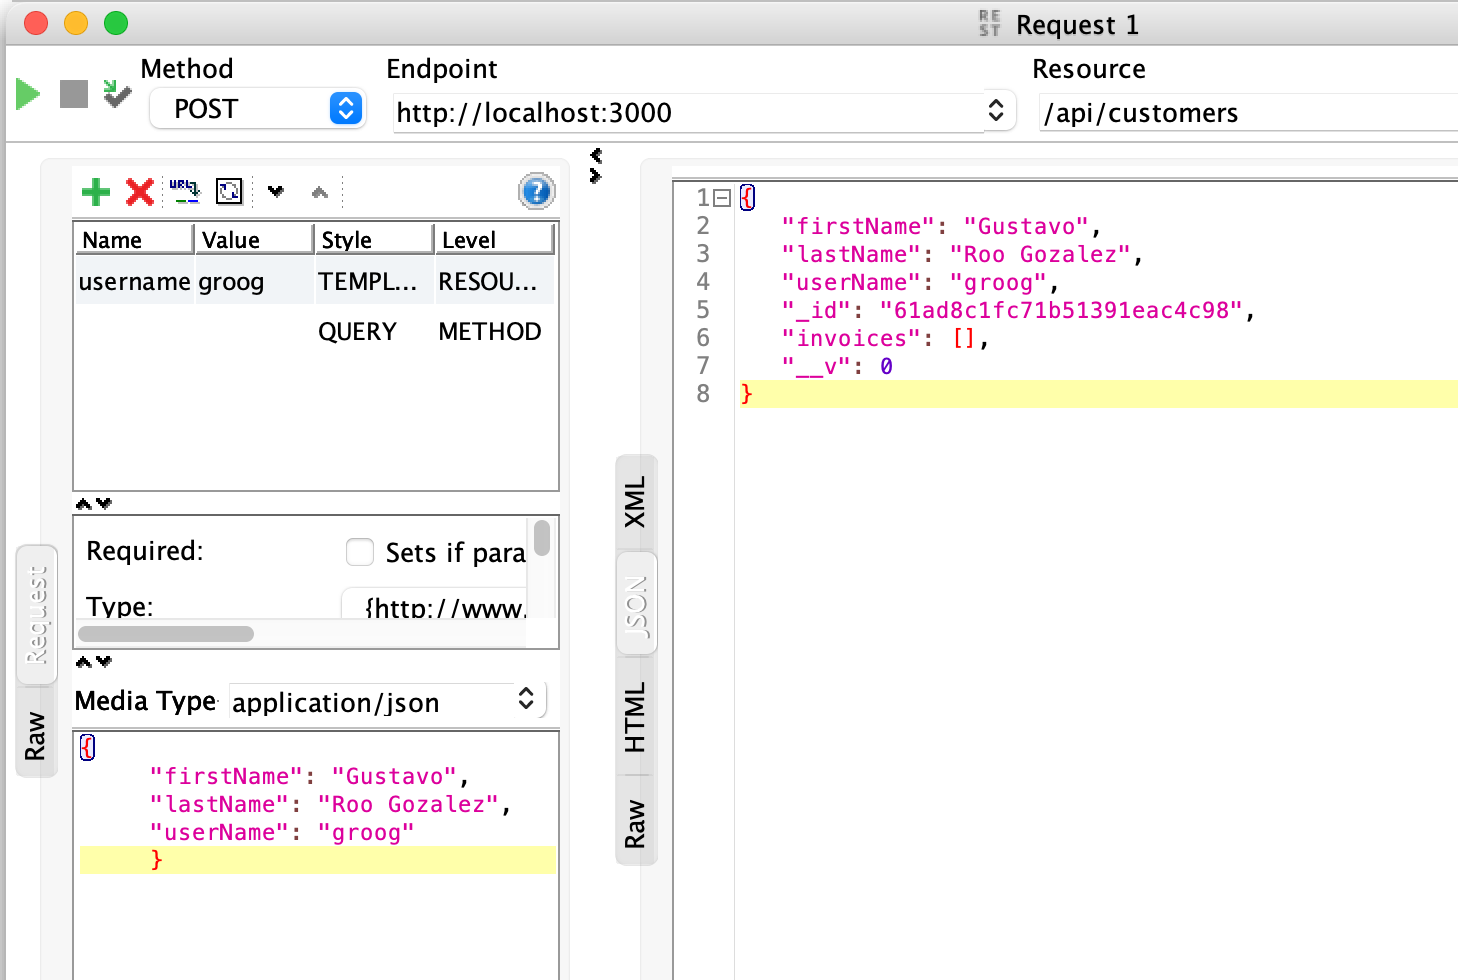 REST Request 1
Method
Endpoint
Resource
POST
http://localhost:3000
/api/customers
URL
Name Value Style Level
username groog TEMPL... RESOU...
QUERY METHOD
Required: Sets if para
Type: {http://www.
Request
Raw
Media Type application/json
{
"firstName": "Gustavo",
"lastName": "Roo Gozalez",
"userName": "groog"
}
XML
JSON
HTML
Raw
1 {
2 "firstName": "Gustavo",
3 "lastName": "Roo Gozalez",
4 "userName": "groog",
5 "_id": "61ad8c1fc71b51391eac4c98",
6 "invoices": [],
7 "__v": 0
8 }